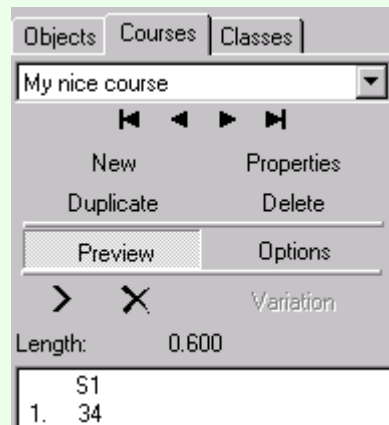 Objects Courses Classes
My nice course
New Properties
Duplicate Delete
Preview Options
Variation
Length: 0.600
S1
1. 34